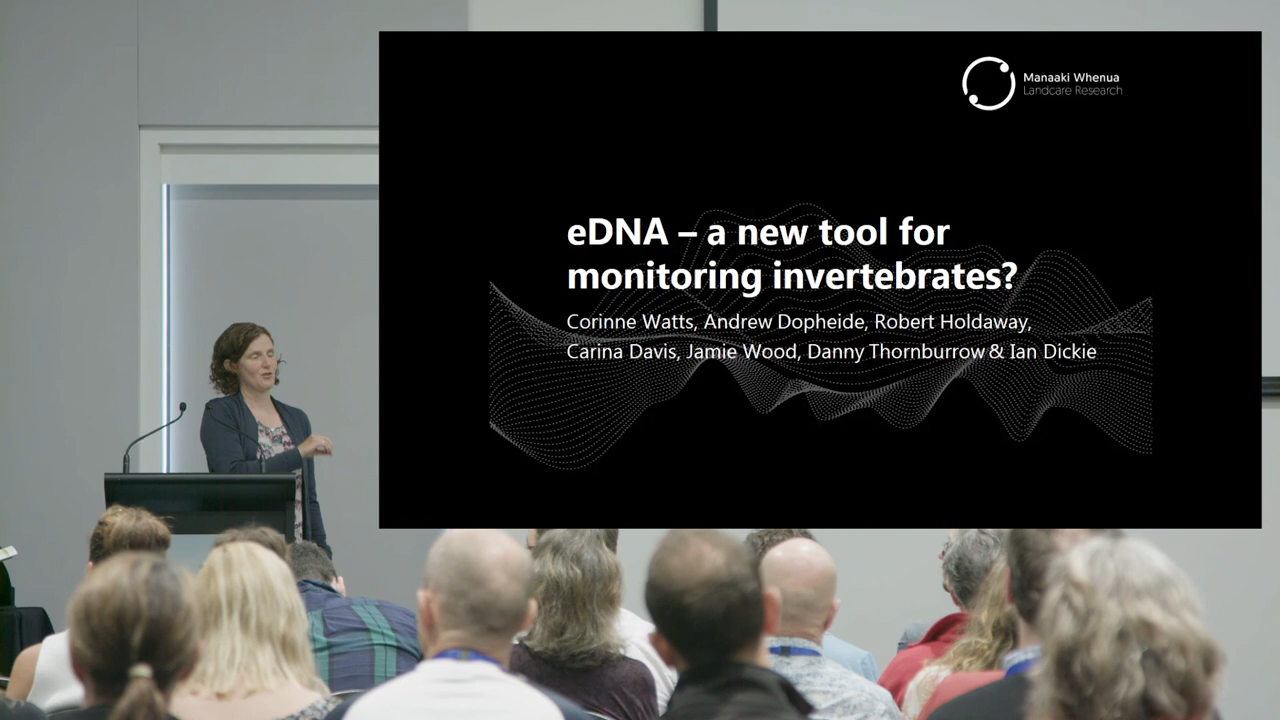 Manaaki Whenua
Landcare Research
eDNA – a new tool for
monitoring invertebrates?
Corinne Watts, Andrew Dopheide, Robert Holdaway,
Carina Davis, Jamie Wood, Danny Thornburrow & Ian Dickie